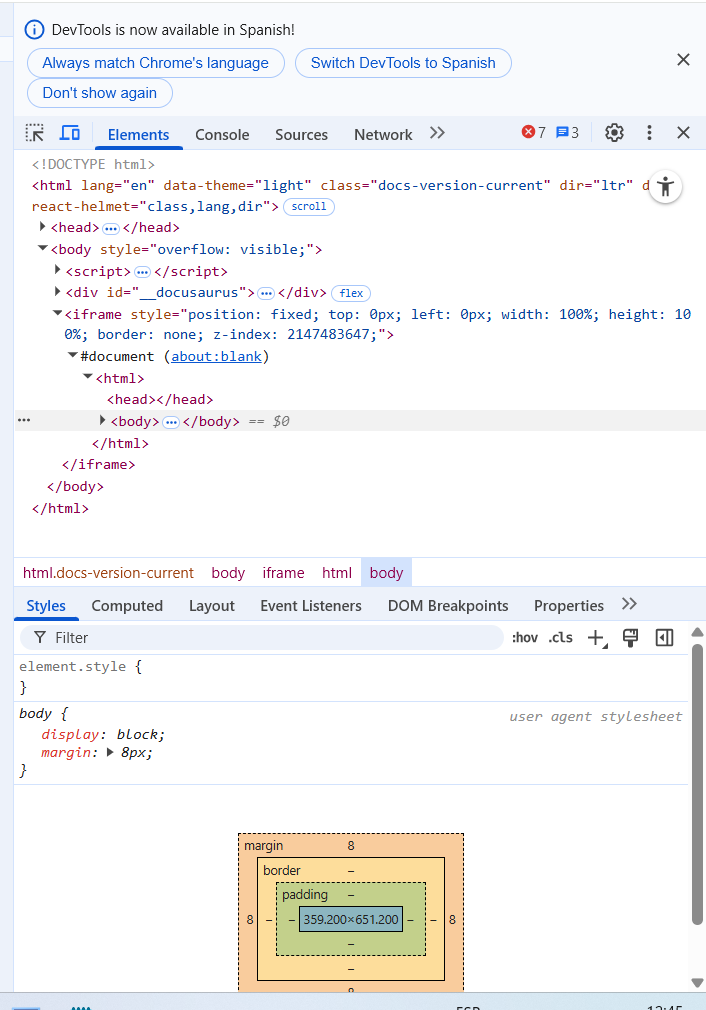 DevTools is now available in Spanish!
Always match Chrome's language
Switch DevTools to Spanish
Don't show again
Elements Console Sources Network 7 3
<!DOCTYPE html>
<html lang="en" data-theme="light" class="docs-version-current" dir="ltr" d
react-helmet="class,lang,dir"> scroll
<head> … </head>
<body style="overflow: visible;">
<script> … </script>
<div id="__docusaurus"> … </div> flex
<iframe style="position: fixed; top: 0px; left: 0px; width: 100%; height: 10
0%; border: none; z-index: 2147483647;">
#document (about:blank)
<html>
<head></head>
<body> … </body> == $0
</html>
</iframe>
</body>
</html>
html.docs-version-current body iframe html body
Styles Computed Layout Event Listeners DOM Breakpoints Properties
Filter :hov .cls
element.style {
}
body { user agent stylesheet
display: block;
margin: 8px;
}
margin 8
border –
padding –
8 – – 359.200×651.200 – – 8
–
–